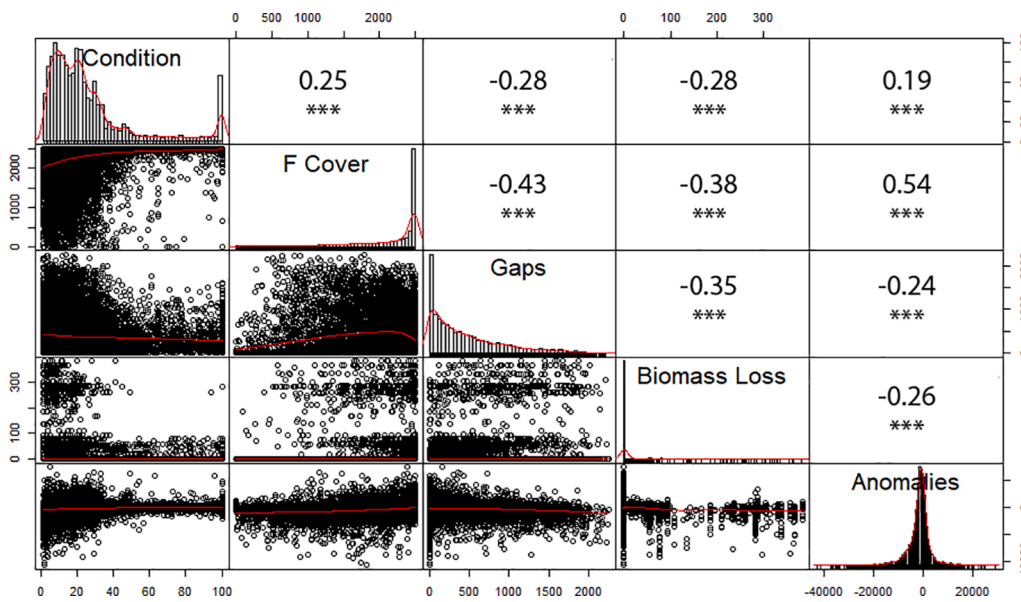 0 500 1000 2000 0 100 200 300
Condition 0.25 -0.28 -0.28 0.19
*** *** *** ***
F Cover -0.43 -0.38 0.54
*** *** ***
0 1000 2000
Gaps -0.35 -0.24
*** ***
Biomass Loss -0.26
***
0 100 300
Anomalies
0 20 40 60 80 100 0 500 1000 1500 2000 -40000 -20000 0 20000